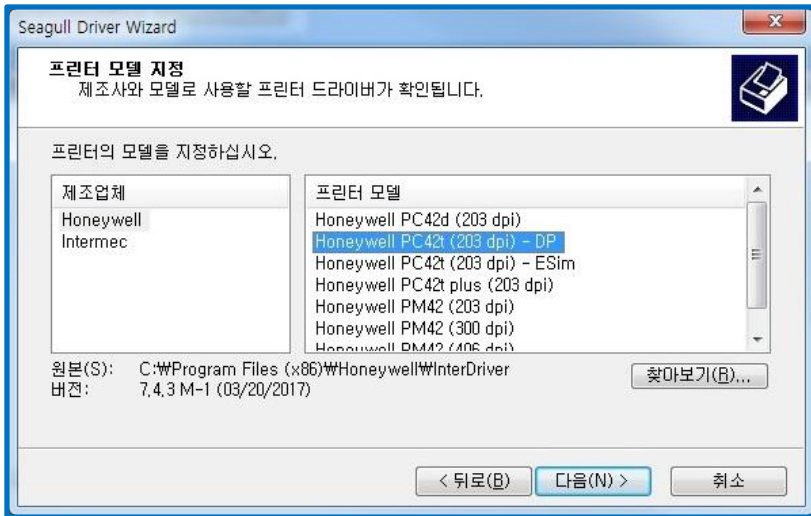 Seagull Driver Wizard
프린터 모델 지정
제조사와 모델로 사용할 프린터 드라이버가 확인됩니다.
프린터의 모델을 지정하십시오.
제조업체
Honeywell
Intermec
프린터 모델
Honeywell PC42d (203 dpi)
Honeywell PC42t (203 dpi) - DP
Honeywell PC42t (203 dpi) - ESim
Honeywell PC42t plus (203 dpi)
Honeywell PM42 (203 dpi)
Honeywell PM42 (300 dpi)
Honeywell PM42 (406 dpi)
원본(S): C:₩Program Files (x86)₩Honeywell₩InterDriver
버전: 7.4.3 M-1 (03/20/2017)
찾아보기(R)...
< 뒤로(B) 다음(N) > 취소